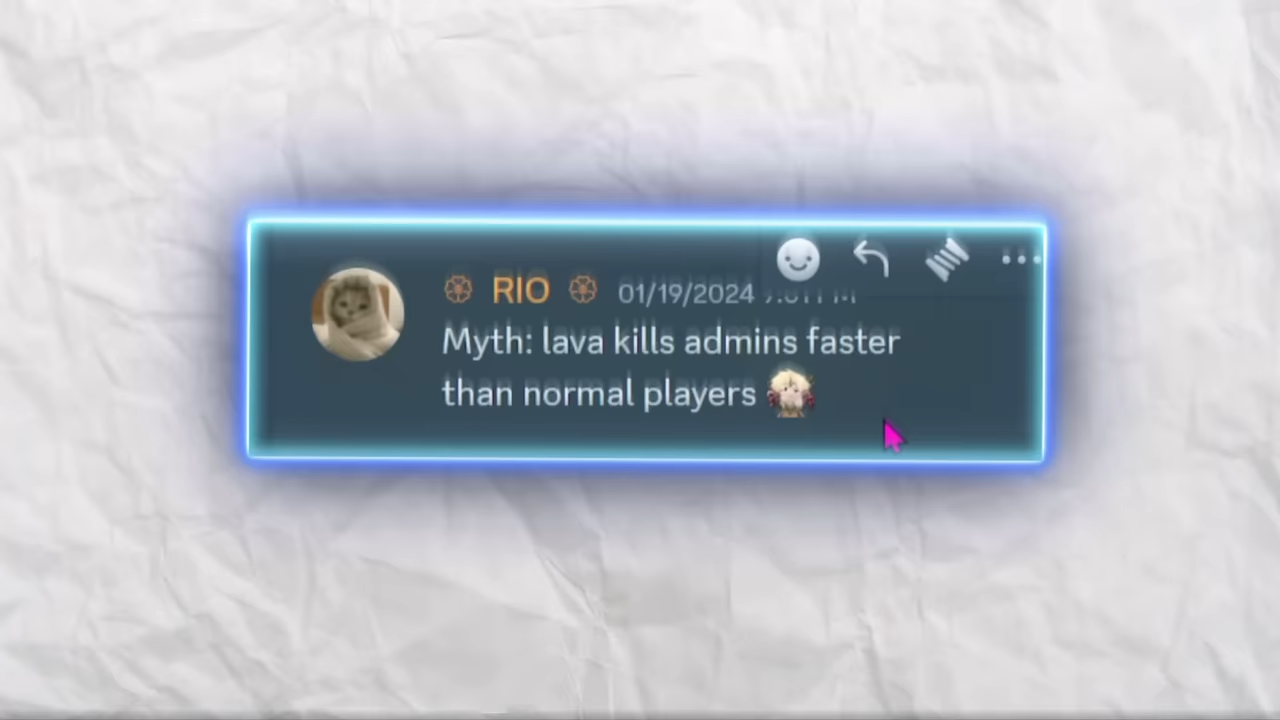 RIO 01/19/2024
Myth: lava kills admins faster
than normal players